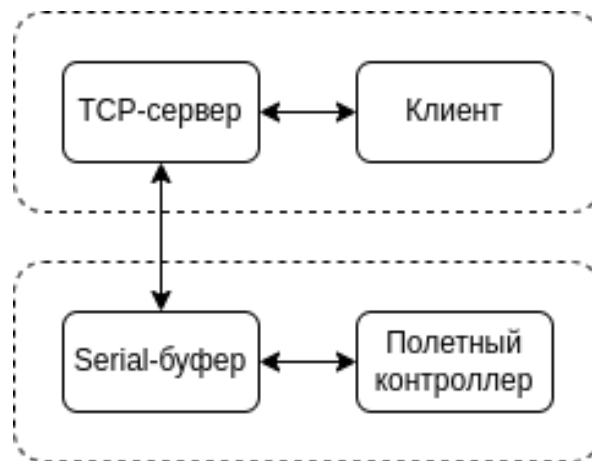 TCP-сервер
Клиент
Serial-буфер
Полетный
контроллер